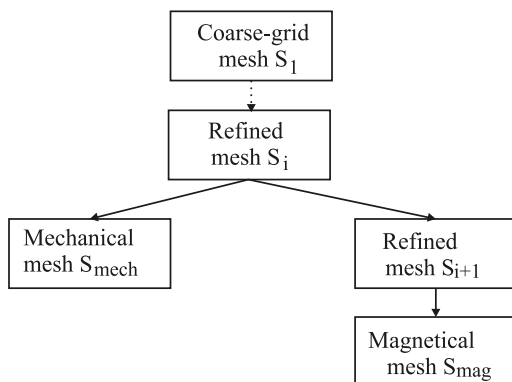 Coarse-grid
mesh S1
Refined
mesh Si
Mechanical
mesh Smech
Refined
mesh Si+1
Magnetical
mesh Smag